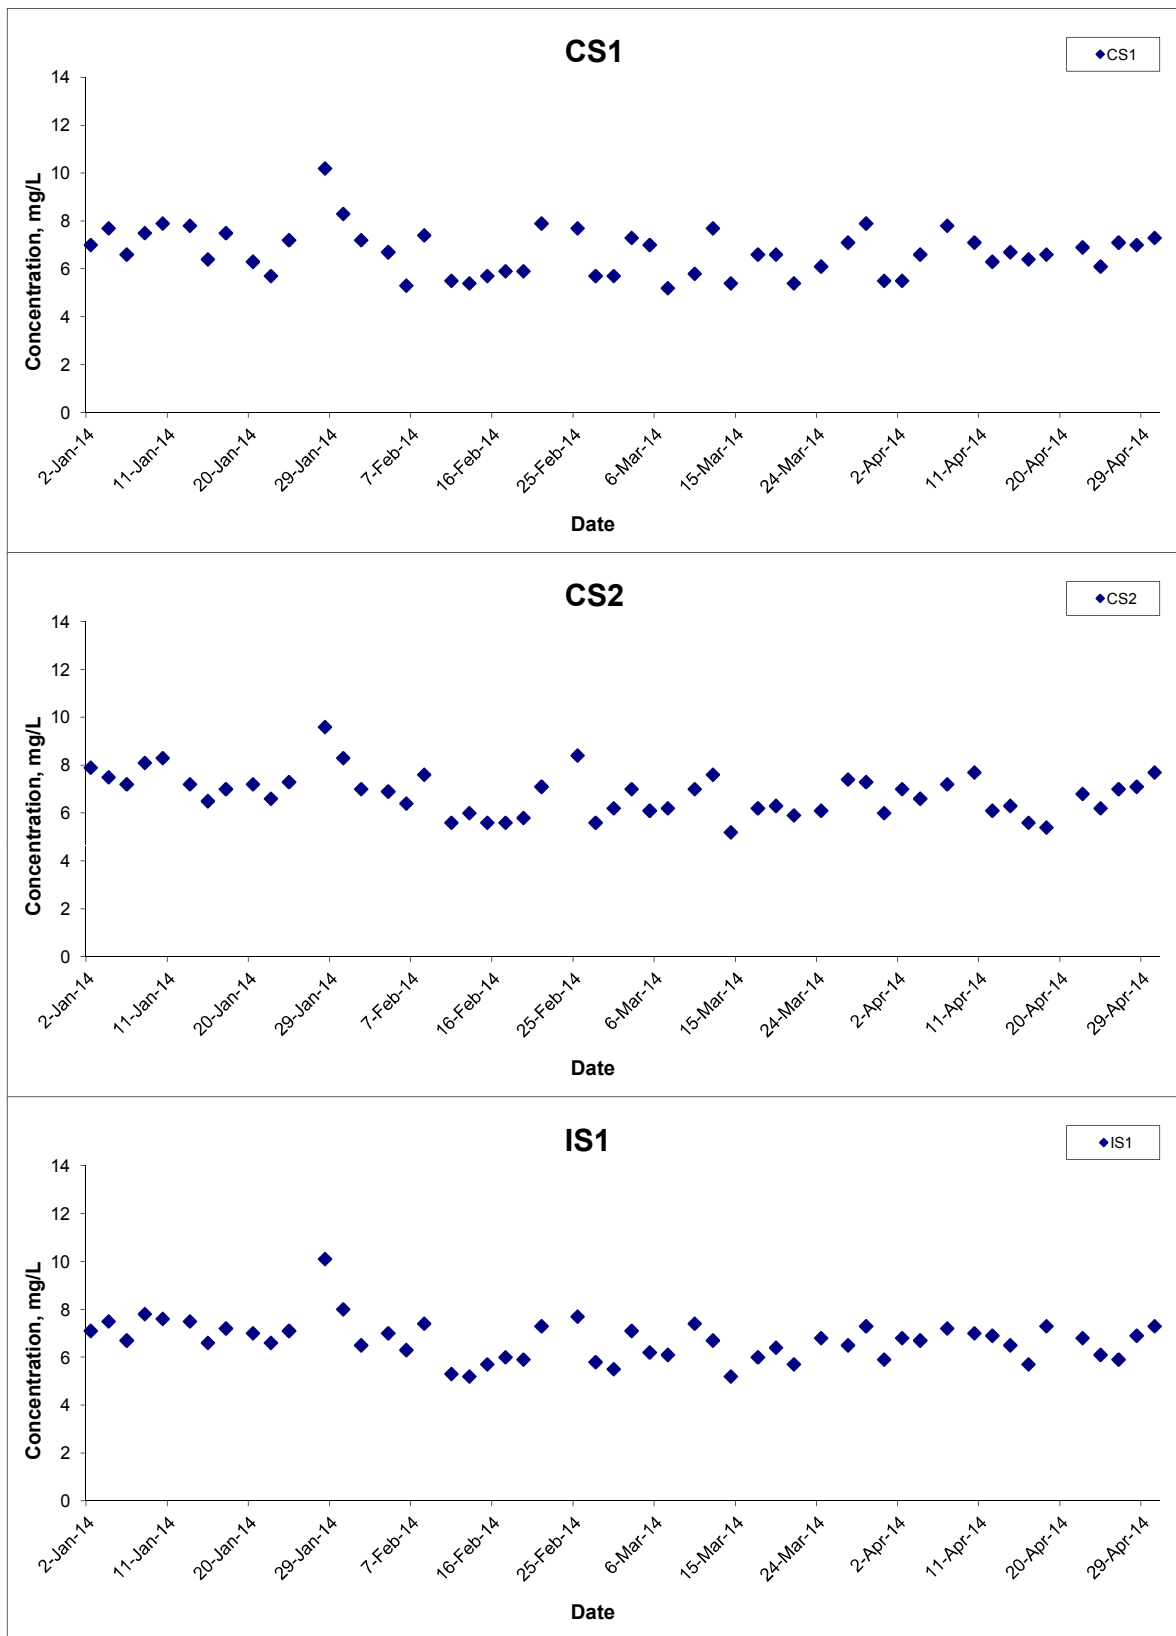 CS1
CS1
14
12
10
8
6
4
2
0
Concentration, mg/L
2-Jan-14
11-Jan-14
20-Jan-14
29-Jan-14
7-Feb-14
16-Feb-14
25-Feb-14
6-Mar-14
15-Mar-14
24-Mar-14
2-Apr-14
11-Apr-14
20-Apr-14
29-Apr-14
Date
CS2
CS2
14
12
10
8
6
4
2
0
Concentration, mg/L
2-Jan-14
11-Jan-14
20-Jan-14
29-Jan-14
7-Feb-14
16-Feb-14
25-Feb-14
6-Mar-14
15-Mar-14
24-Mar-14
2-Apr-14
11-Apr-14
20-Apr-14
29-Apr-14
Date
IS1
IS1
14
12
10
8
6
4
2
0
Concentration, mg/L
2-Jan-14
11-Jan-14
20-Jan-14
29-Jan-14
7-Feb-14
16-Feb-14
25-Feb-14
6-Mar-14
15-Mar-14
24-Mar-14
2-Apr-14
11-Apr-14
20-Apr-14
29-Apr-14
Date